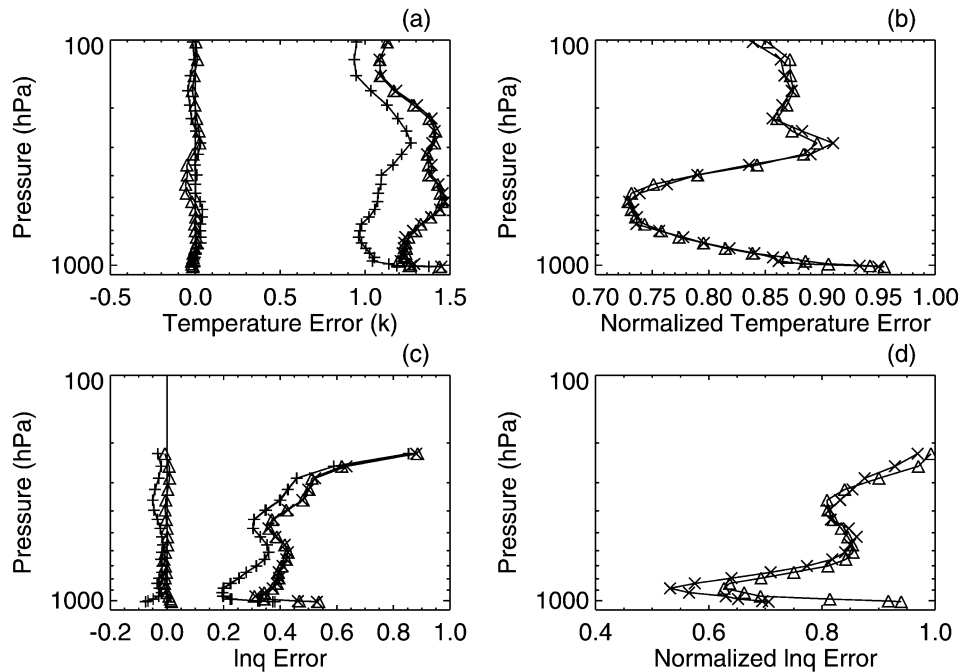 (a)
100
1000
Pressure (hPa)
-0.5
0.0
0.5
1.0
1.5
Temperature Error (k)
(b)
100
1000
Pressure (hPa)
0.70
0.75
0.80
0.85
0.90
0.95
1.00
Normalized Temperature Error
(c)
100
1000
Pressure (hPa)
-0.2
0.0
0.2
0.4
0.6
0.8
1.0
lnq Error
(d)
100
1000
Pressure (hPa)
0.4
0.6
0.8
1.0
Normalized lnq Error